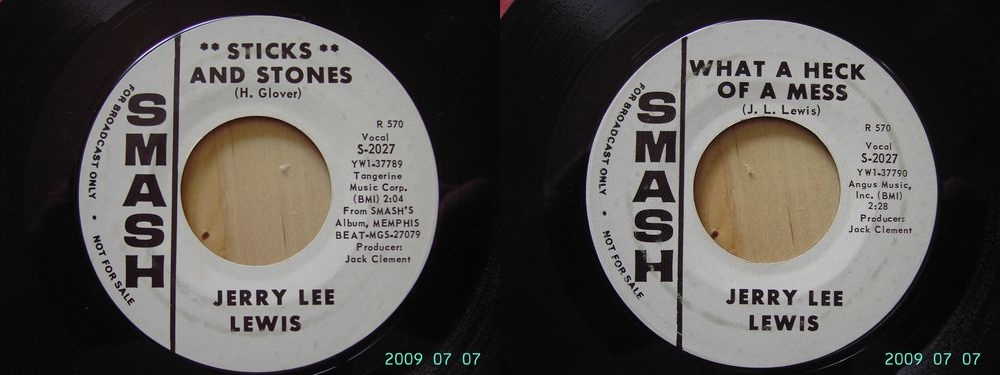 ** STICKS **
AND STONES
(H. Glover)
FOR BROADCAST ONLY • NOT FOR SALE
SMASH
R 570
Vocal
S-2027
YW1-37789
Tangerine
Music Corp.
(BMI) 2:04
From SMASH'S
Album, MEMPHIS
BEAT-MGS-27079
Producer:
Jack Clement
JERRY LEE
LEWIS
2009 07 07
WHAT A HECK
OF A MESS
(J. L. Lewis)
FOR BROADCAST ONLY • NOT FOR SALE
SMASH
R 570
Vocal
S-2027
YW1-37790
Angus Music,
Inc. (BMI)
2:28
Producer:
Jack Clement
JERRY LEE
LEWIS
2009 07 07